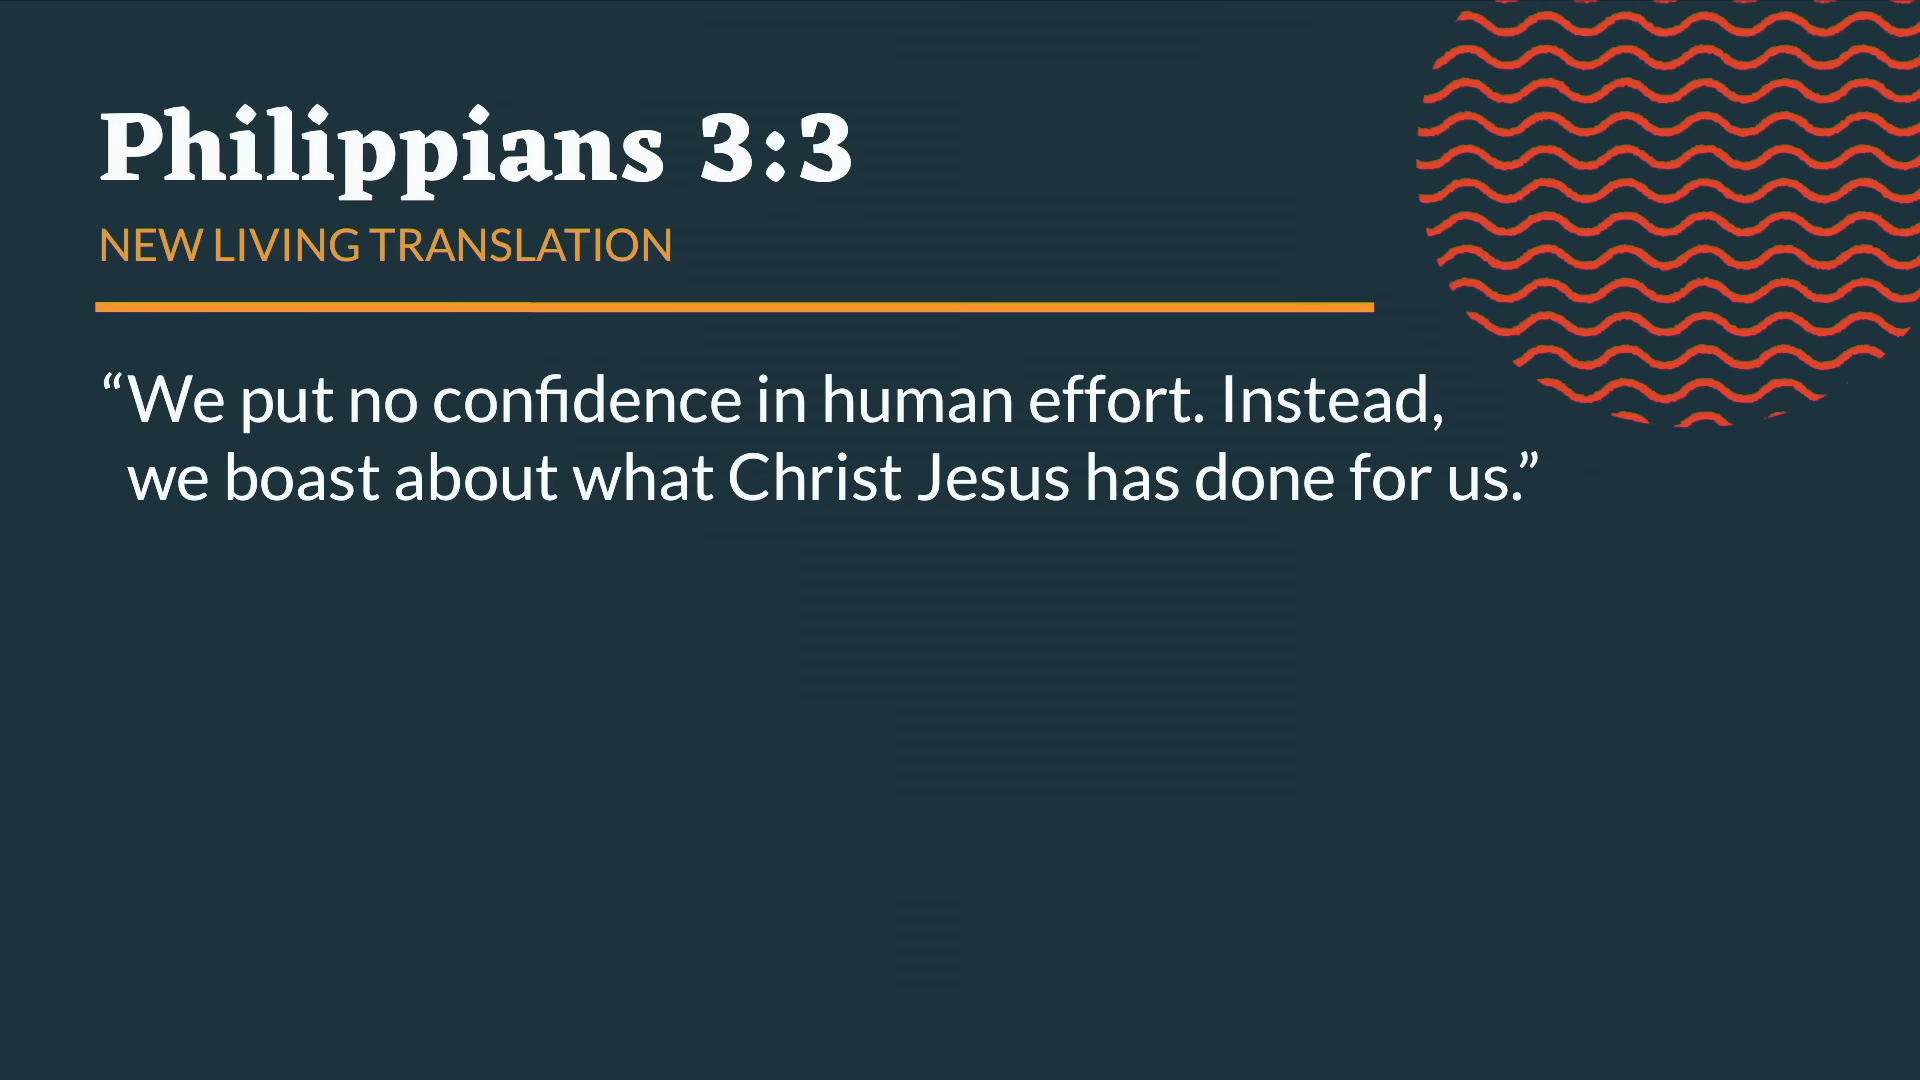 Philippians 3:3
NEW LIVING TRANSLATION
“We put no confidence in human effort. Instead,
we boast about what Christ Jesus has done for us.”